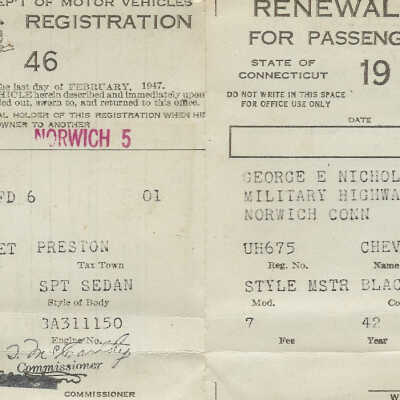 DEP'T OF MOTOR VEHICLES
REGISTRATION
46
the last day of FEBRUARY, 1947.
VEHICLE herein described and immediately upon
led out, sworn to, and returned to this office.
AL HOLDER OF THIS REGISTRATION WHEN HE
OWNER TO ANOTHER
NORWICH 5
FD 6 01
ET PRESTON
Tax Town
SPT SEDAN
Style of Body
3A311150
Engine No.
Commissioner
COMMISSIONER
RENEWAL
FOR PASSENG
STATE OF
CONNECTICUT
19
DO NOT WRITE IN THIS SPACE
FOR OFFICE USE ONLY
DATE
GEORGE E NICHOL
MILITARY HIGHWA
NORWICH CONN
UH675 CHEV
Reg. No. Name
STYLE MSTR BLAC
Mod. Co
7 42
Fee Year